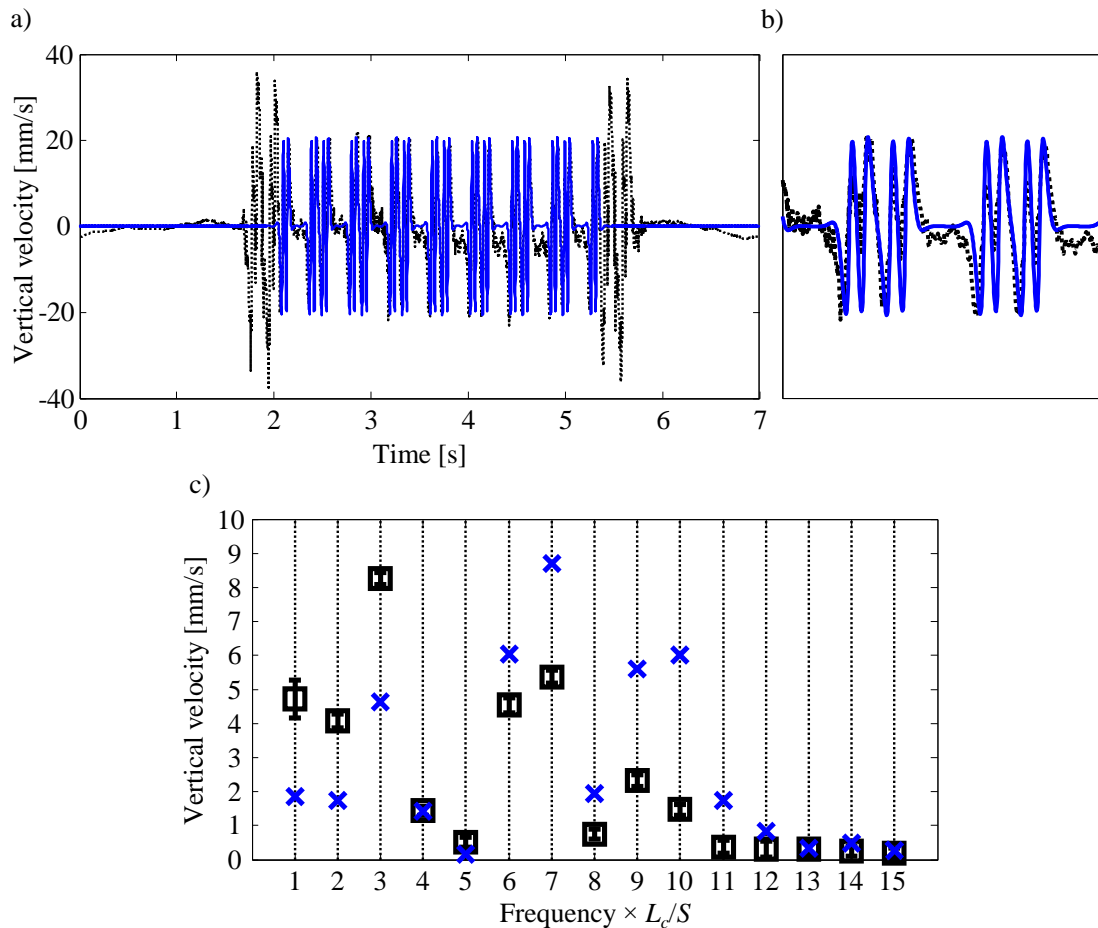 a)
b)
40
20
0
-20
-40
Vertical velocity [mm/s]
0 1 2 3 4 5 6 7
Time [s]
c)
10
9
8
7
6
5
4
3
2
1
0
Vertical velocity [mm/s]
1 2 3 4 5 6 7 8 9 10 11 12 13 14 15
Frequency × L_c/S